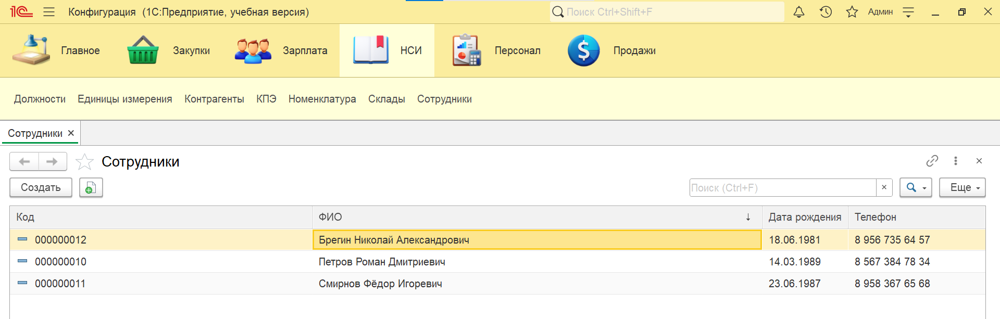 1С Конфигурация (1С:Предприятие, учебная версия) Поиск Ctrl+Shift+F Админ
Главное Закупки Зарплата НСИ Персонал Продажи
Должности Единицы измерения Контрагенты КПЭ Номенклатура Склады Сотрудники
Сотрудники
Сотрудники
Создать Поиск (Ctrl+F) Еще
Код ФИО Дата рождения Телефон
000000012 Брегин Николай Александрович 18.06.1981 8 956 735 64 57
000000010 Петров Роман Дмитриевич 14.03.1989 8 567 384 78 34
000000011 Смирнов Фёдор Игоревич 23.06.1987 8 958 367 65 68